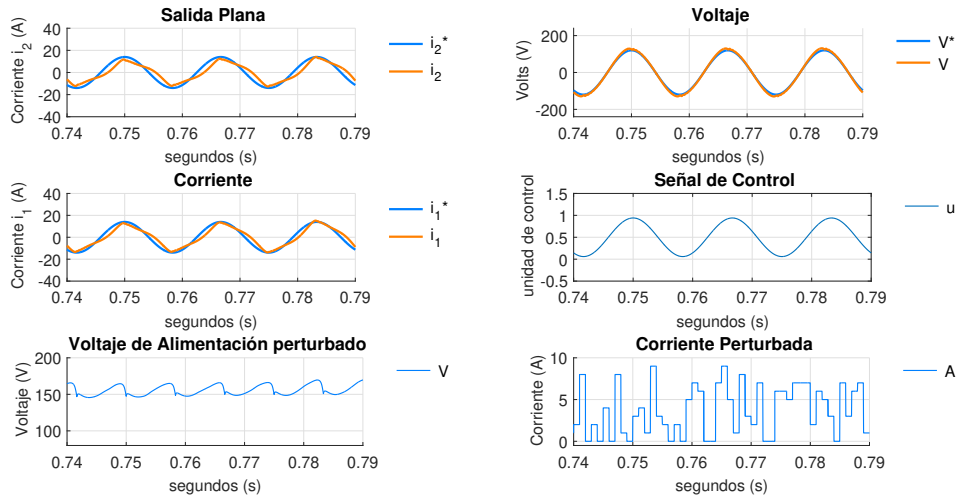 Salida Plana
Corriente i2 (A)
40
20
0
-20
-40
0.74 0.75 0.76 0.77 0.78 0.79
segundos (s)
i2*
i2
Voltaje
Volts (V)
200
0
-200
0.74 0.75 0.76 0.77 0.78 0.79
segundos (s)
V*
V
Corriente
Corriente i1 (A)
40
20
0
-20
-40
0.74 0.75 0.76 0.77 0.78 0.79
segundos (s)
i1*
i1
Señal de Control
unidad de control
1.5
1
0.5
0
-0.5
0.74 0.75 0.76 0.77 0.78 0.79
segundos (s)
u
Voltaje de Alimentación perturbado
Voltaje (V)
200
150
100
0.74 0.75 0.76 0.77 0.78 0.79
segundos (s)
V
Corriente Perturbada
Corriente (A)
10
5
0
0.74 0.75 0.76 0.77 0.78 0.79
segundos (s)
A